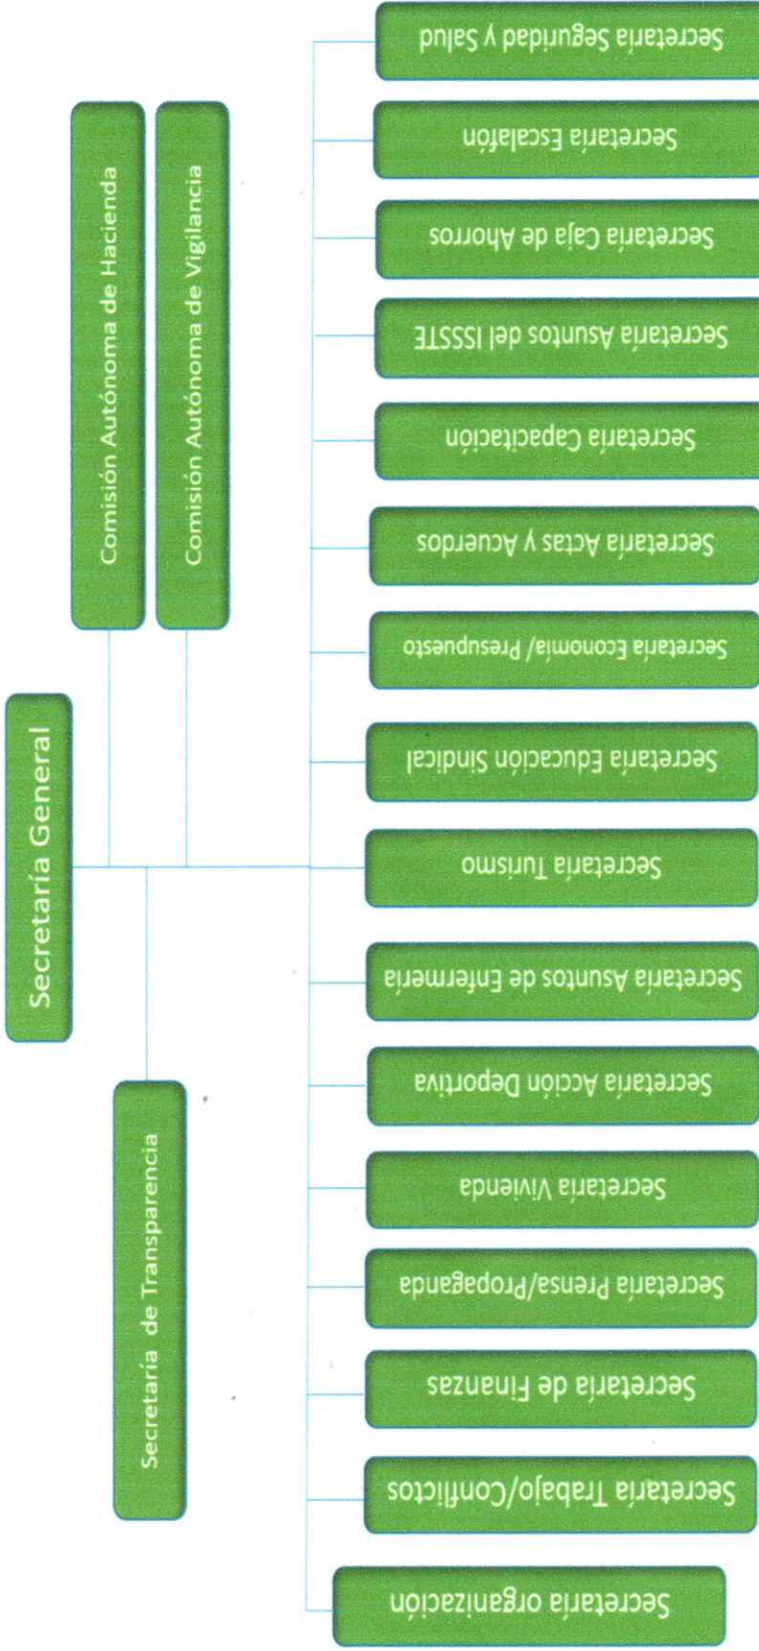 Secretaría General
Comisión Autónoma de Hacienda
Comisión Autónoma de Vigilancia
Secretaría de Transparencia
Secretaría organización
Secretaría Trabajo/Conflictos
Secretaría de Finanzas
Secretaría Prensa/Propaganda
Secretaría Vivienda
Secretaría Acción Deportiva
Secretaría Asuntos de Enfermería
Secretaría Turismo
Secretaría Educación Sindical
Secretaría Economía/ Presupuesto
Secretaría Actas y Acuerdos
Secretaría Capacitación
Secretaría Asuntos del ISSSTE
Secretaría Caja de Ahorros
Secretaría Escalafón
Secretaría Seguridad y Salud